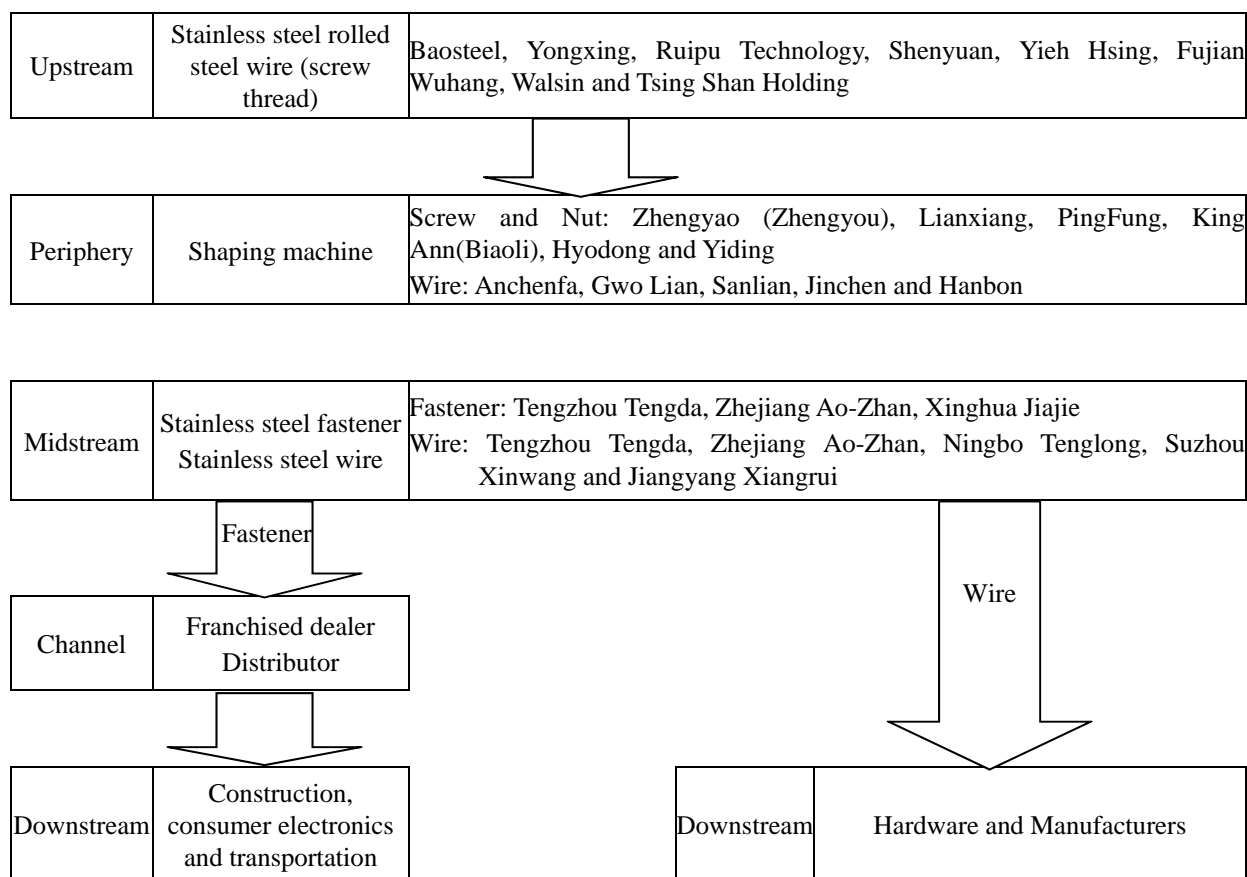 Upstream
Stainless steel rolled
steel wire (screw
thread)
Baosteel, Yongxing, Ruipu Technology, Shenyuan, Yieh Hsing, Fujian
Wuhang, Walsin and Tsing Shan Holding
Periphery
Shaping machine
Screw and Nut: Zhengyao (Zhengyou), Lianxiang, PingFung, King
Ann(Biaoli), Hyodong and Yiding
Wire: Anchenfa, Gwo Lian, Sanlian, Jinchen and Hanbon
Midstream
Stainless steel fastener
Stainless steel wire
Fastener: Tengzhou Tengda, Zhejiang Ao-Zhan, Xinghua Jiajie
Wire: Tengzhou Tengda, Zhejiang Ao-Zhan, Ningbo Tenglong, Suzhou
Xinwang and Jiangyang Xiangrui
Fastener
Wire
Channel
Franchised dealer
Distributor
Downstream
Construction,
consumer electronics
and transportation
Downstream
Hardware and Manufacturers